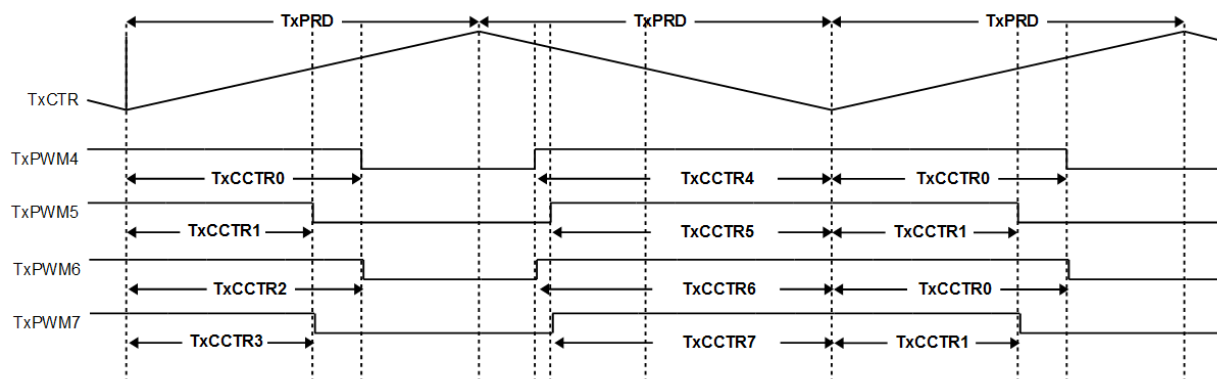 TxPRD TxPRD TxPRD
TxCTR
TxPWM4
TxCCTR0 TxCCTR4 TxCCTR0
TxPWM5
TxCCTR1 TxCCTR5 TxCCTR1
TxPWM6
TxCCTR2 TxCCTR6 TxCCTR0
TxPWM7
TxCCTR3 TxCCTR7 TxCCTR1